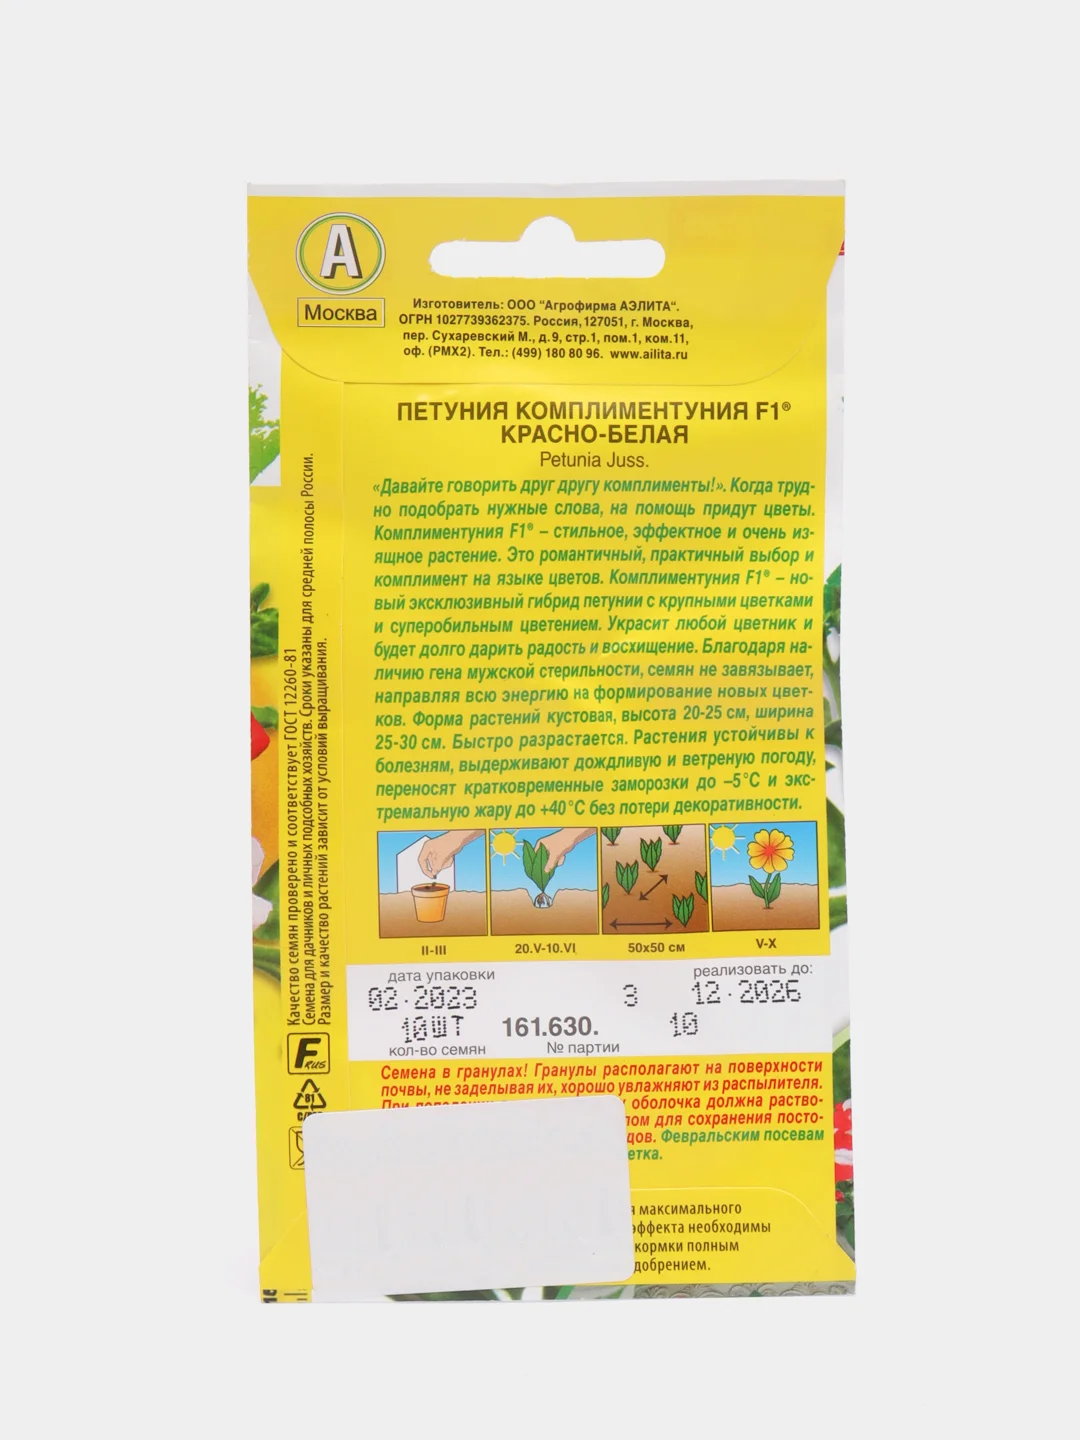 А
Москва
Изготовитель: ООО "Агрофирма АЭЛИТА".
ОГРН 1027739362375. Россия,127051, г. Москва,
пер. Сухаревский М., д.9, стр.1, пом.1, ком.11,
оф. (РМХ2). Тел.: (499) 180 80 96. www.ailita.ru
ПЕТУНИЯ КОМПЛИМЕНТУНИЯ F1®
КРАСНО-БЕЛАЯ
Petunia Juss.
«Давайте говорить друг другу комплименты!». Когда труд-
но подобрать нужные слова, на помощь придут цветы.
Комплиментуния F1® – стильное, эффектное и очень из-
ящное растение. Это романтичный, практичный выбор и
комплимент на языке цветов. Комплиментуния F1® – но-
вый эксклюзивный гибрид петунии с крупными цветками
и суперобильным цветением. Украсит любой цветник и
будет долго дарить радость и восхищение. Благодаря на-
личию гена мужской стерильности, семян не завязывает,
направляя всю энергию на формирование новых цвет-
ков. Форма растений кустовая, высота 20-25 см, ширина
25-30 см. Быстро разрастается. Растения устойчивы к
болезням, выдерживают дождливую и ветреную погоду,
переносят кратковременные заморозки до –5°С и экс-
тремальную жару до +40°С без потери декоративности.
II-III
20.V-10.VI
50x50 см
V-X
дата упаковки
реализовать до:
02.2023
3
12.2026
10ШТ
161.630.
10
кол-во семян
№ партии
Семена в гранулах! Гранулы располагают на поверхности
почвы, не заделывая их, хорошо увлажняют из распылителя.
При
оболочка должна раство-
лом для сохранения посто-
дов. Февральским посевам
етка.
я максимального
эффекта необходимы
кормки полным
добрением.
Качество семян проверено и соответствует ГОСТ 12260-81
Семена для дачников и личных подсобных хозяйств. Сроки указаны для средней полосы России.
Размер и качество растений зависит от условий выращивания.
F RUS
81